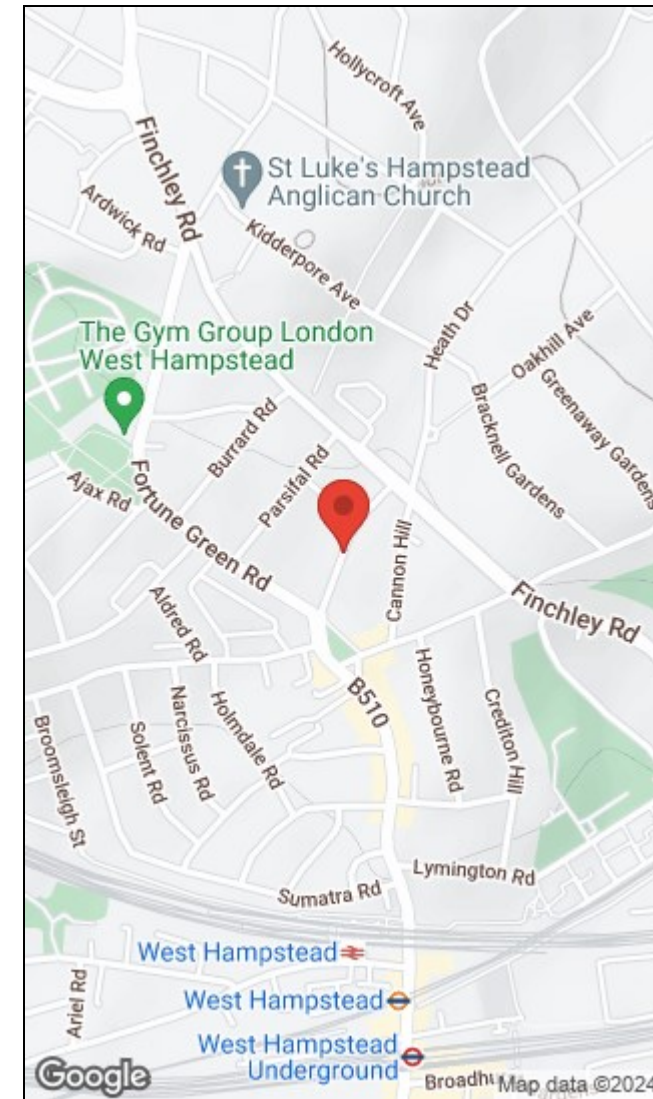 Hollycroft Ave
Finchley Rd
St Luke's Hampstead
Anglican Church
Ardwick Rd
Kidderpore Ave
Heath Dr
Oakhill Ave
The Gym Group London
West Hampstead
Greenaway Gardens
Bracknell Gardens
Burrard Rd
Parsifal Rd
Ajax Rd
Fortune Green Rd
Cannon Hill
Finchley Rd
Aldred Rd
B510
Honeybourne Rd
Crediton Hill
Narcissus Rd
Holmdale Rd
Solent Rd
Broomsleigh St
Lymington Rd
Sumatra Rd
West Hampstead
West Hampstead
Ariel Rd
West Hampstead
Underground
Google
Map data ©2024